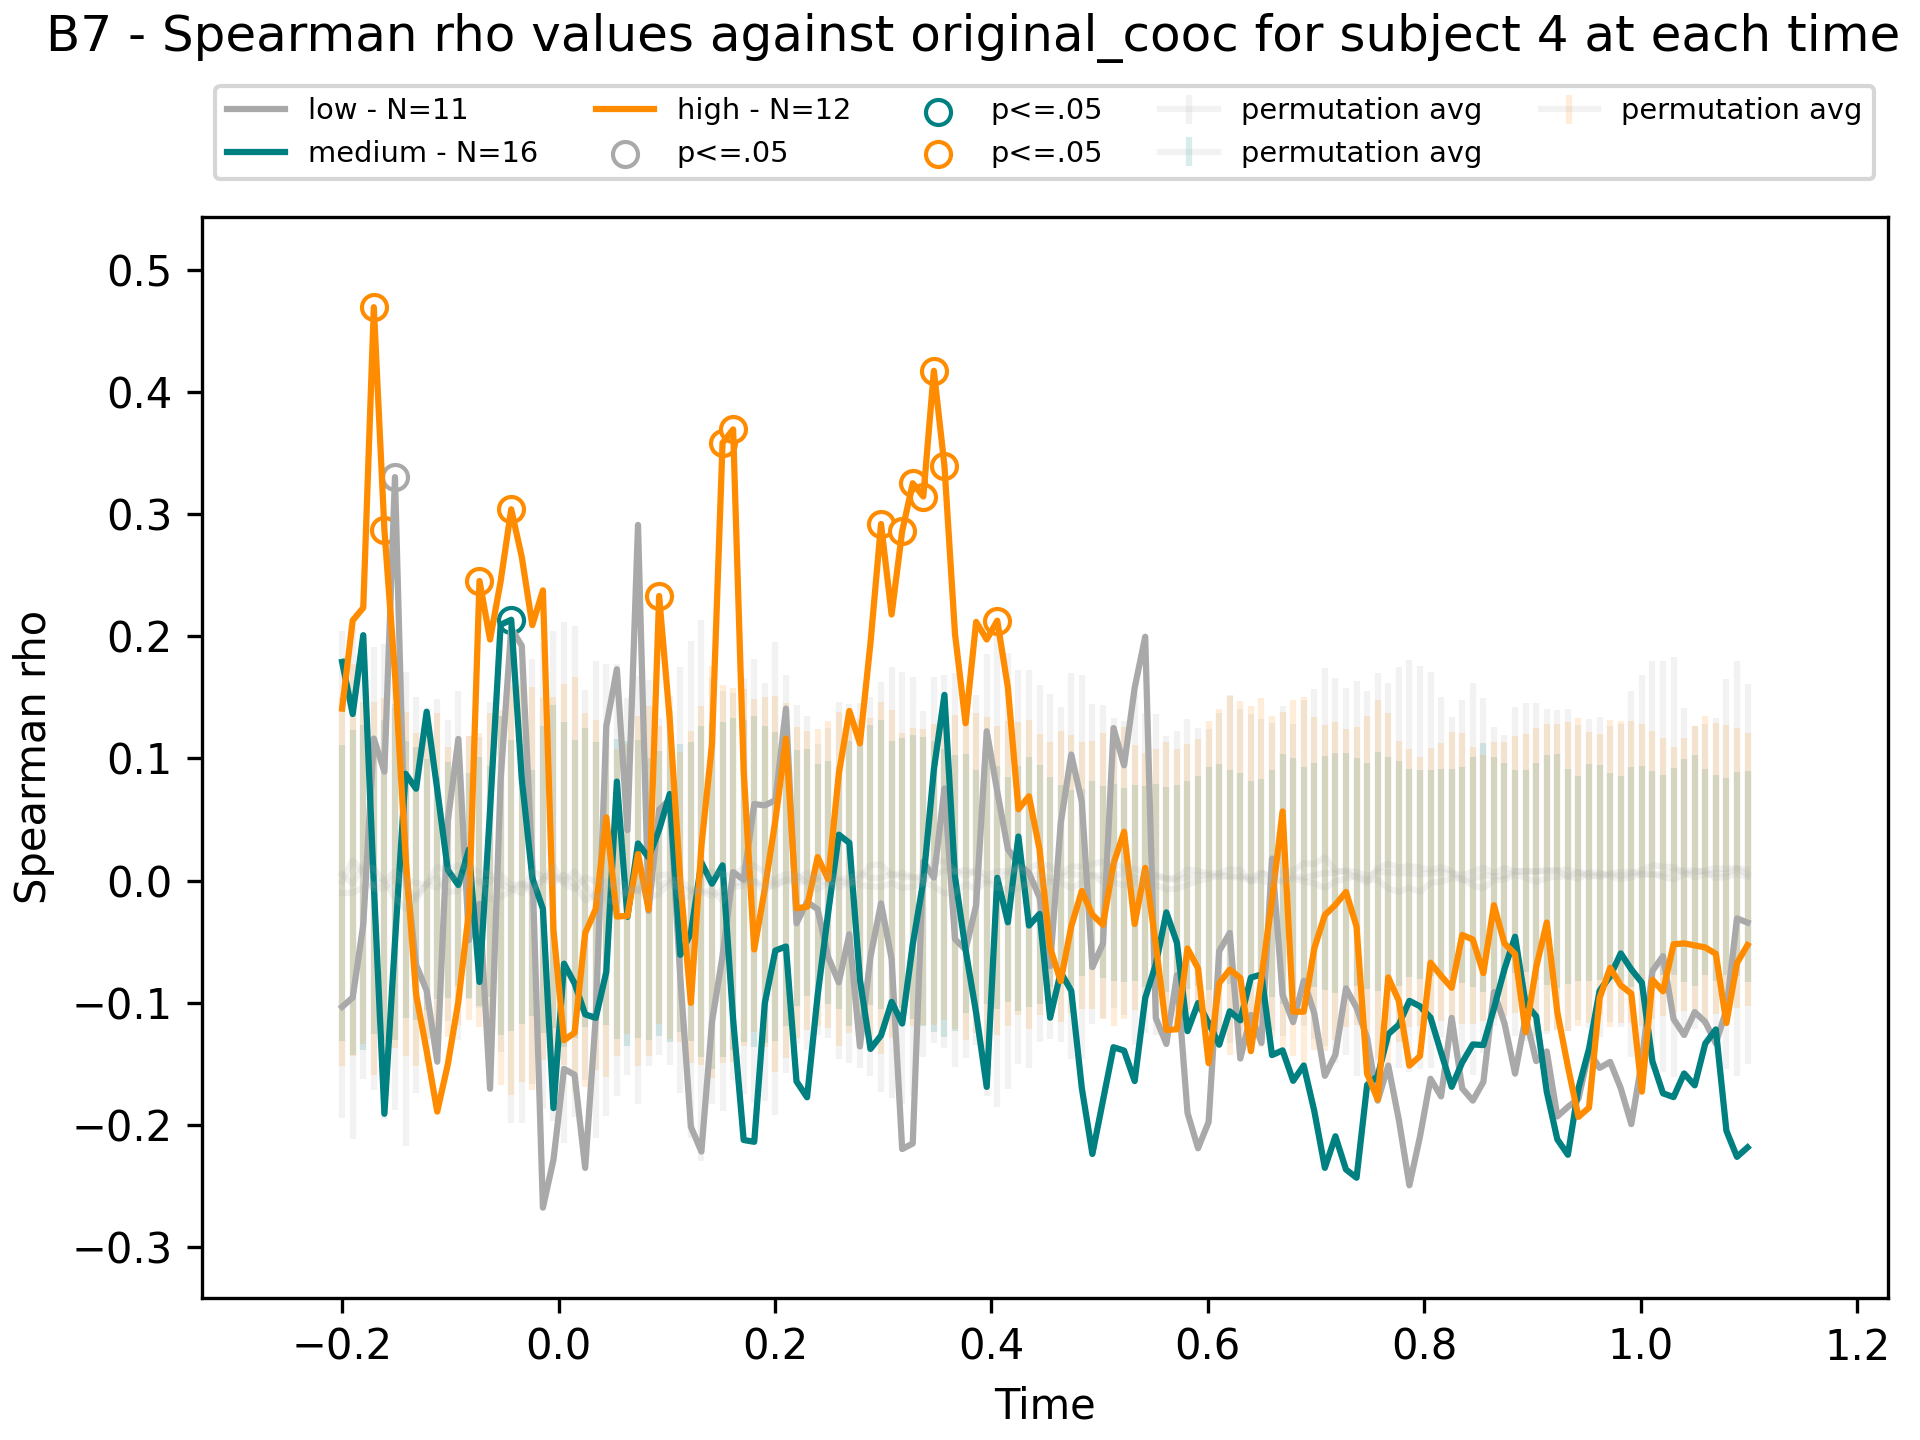 B7 - Spearman rho values against original_cooc for subject 4 at each time
low - N=11
medium - N=16
high - N=12
p<=.05
p<=.05
p<=.05
permutation avg
permutation avg
permutation avg
Spearman rho
0.5
0.4
0.3
0.2
0.1
0.0
−0.1
−0.2
−0.3
−0.2 0.0 0.2 0.4 0.6 0.8 1.0 1.2
Time